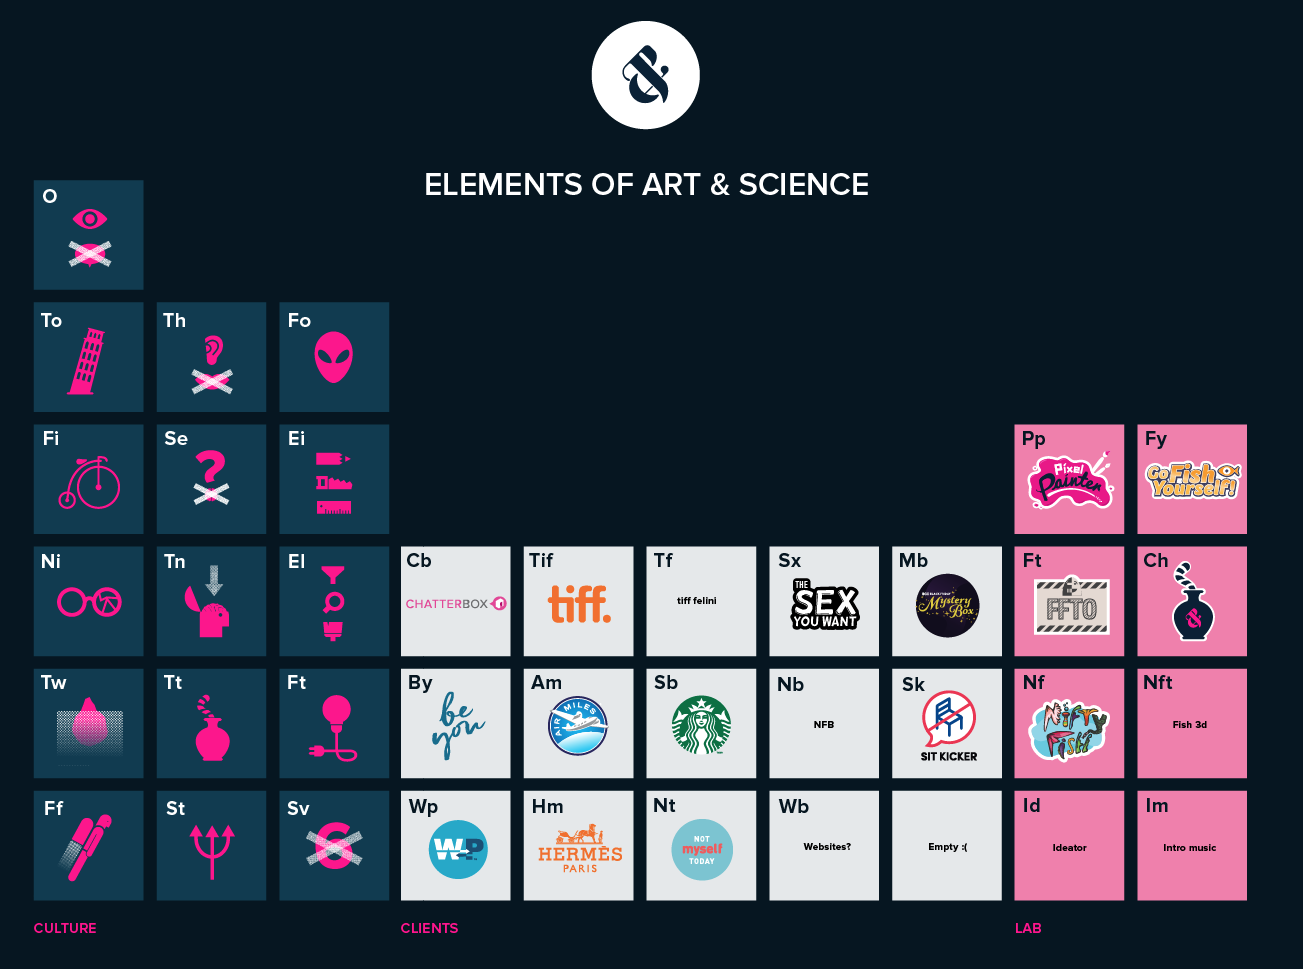 &
ELEMENTS OF ART & SCIENCE
O
To
Th
Fo
Fi
Se
?
Ei
Pp
Pixel
Painter
Fy
Go Fish
Yourself!
Ni
Tn
El
Cb
CHATTERBOX
Tif
tiff.
Tf
tiff felini
Sx
THE
SEX
YOU WANT
Mb
Mystery
Box
Ft
FFTO
Ch
&
Tw
Tt
Ft
By
be
you
Am
AIR MILES
Sb
Nb
NFB
Sk
SIT KICKER
Nf
NIFTY
FISH
Nft
Fish 3d
Ff
St
Sv
Wp
WP
Hm
HERMÈS
PARIS
Nt
NOT
myself
TODAY
Wb
Websites?
Empty :(
Id
Ideator
Im
Intro music
CULTURE
CLIENTS
LAB